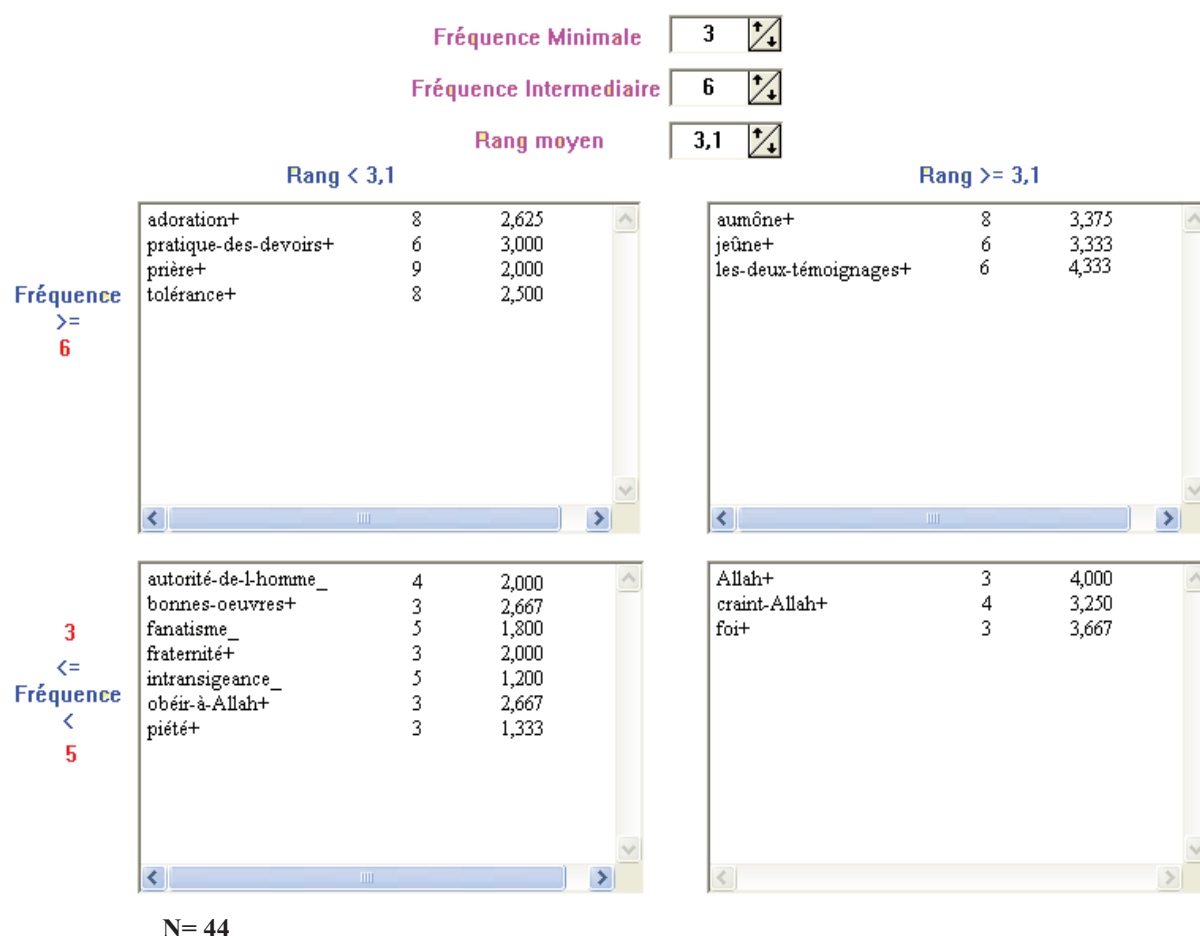 Fréquence Minimale 3
Fréquence Intermediaire 6
Rang moyen 3,1
Rang < 3,1
Rang >= 3,1
Fréquence
>=
6
adoration+ 8 2,625
pratique-des-devoirs+ 6 3,000
prière+ 9 2,000
tolérance+ 8 2,500
aumône+ 8 3,375
jeûne+ 6 3,333
les-deux-témoignages+ 6 4,333
3
<=
Fréquence
<
5
autorité-de-l-homme_ 4 2,000
bonnes-oeuvres+ 3 2,667
fanatisme_ 5 1,800
fraternité+ 3 2,000
intransigeance_ 5 1,200
obéir-à-Allah+ 3 2,667
piété+ 3 1,333
Allah+ 3 4,000
craint-Allah+ 4 3,250
foi+ 3 3,667
N= 44